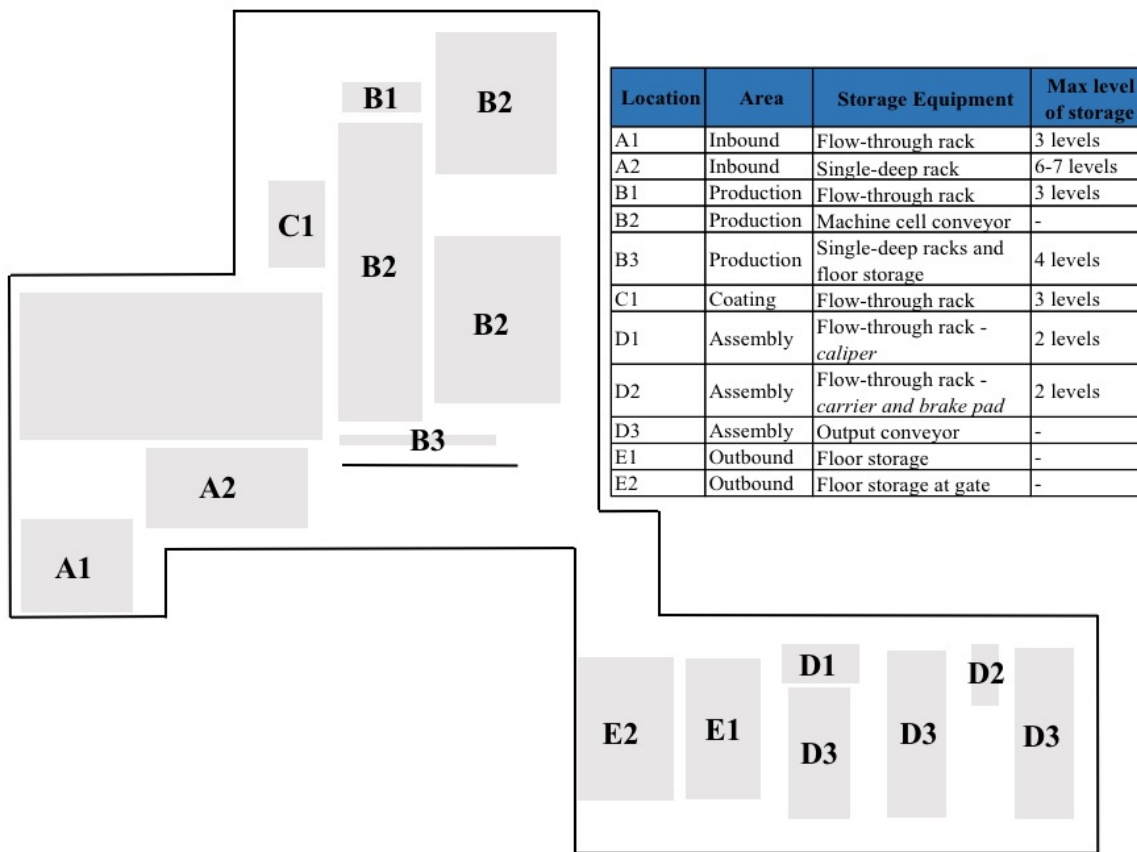 B1
B2
C1
B2
B2
B3
A2
A1
D1
D2
E2
E1
D3
D3
D3
Location Area Storage Equipment Max level
of storage
A1 Inbound Flow-through rack 3 levels
A2 Inbound Single-deep rack 6-7 levels
B1 Production Flow-through rack 3 levels
B2 Production Machine cell conveyor -
B3 Production Single-deep racks and
floor storage 4 levels
C1 Coating Flow-through rack 3 levels
D1 Assembly Flow-through rack -
caliper 2 levels
D2 Assembly Flow-through rack -
carrier and brake pad 2 levels
D3 Assembly Output conveyor -
E1 Outbound Floor storage -
E2 Outbound Floor storage at gate -